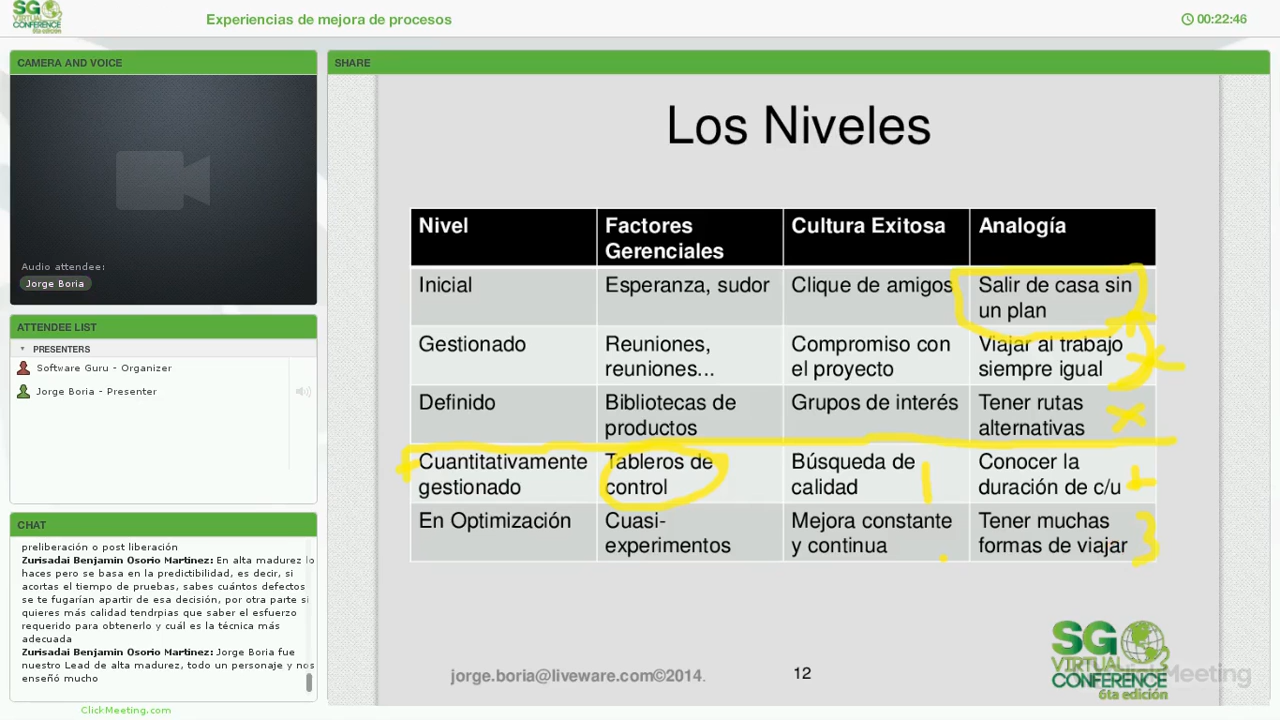 SG
VIRTUAL
CONFERENCE
6ta edición
Experiencias de mejora de procesos
00:22:46
CAMERA AND VOICE
Audio attendee:
Jorge Boria
ATTENDEE LIST
PRESENTERS
Software Guru - Organizer
Jorge Boria - Presenter
CHAT
preliberación o post liberación
Zurisadai Benjamin Osorio Martinez: En alta madurez lo
haces pero se basa en la predictibilidad, es decir, si
acortas el tiempo de pruebas, sabes cuántos defectos
se te fugarían apartir de esa decisión, por otra parte si
quieres más calidad tendrpias que saber el esfuerzo
requerido para obtenerlo y cuál es la técnica más
adecuada
Zurisadai Benjamin Osorio Martinez: Jorge Boria fue
nuestro Lead de alta madurez, todo un personaje y nos
enseñó mucho
ClickMeeting.com
SHARE
Los Niveles
Nivel Factores Gerenciales Cultura Exitosa Analogía
Inicial Esperanza, sudor Clique de amigos Salir de casa sin un plan
Gestionado Reuniones, reuniones... Compromiso con el proyecto Viajar al trabajo siempre igual
Definido Bibliotecas de productos Grupos de interés Tener rutas alternativas
Cuantitativamente gestionado Tableros de control Búsqueda de calidad Conocer la duración de c/u
En Optimización Cuasi-experimentos Mejora constante y continua Tener muchas formas de viajar
jorge.boria@liveware.com©2014.
12
SG
VIRTUAL
CONFERENCE
6ta edición
ClickMeeting